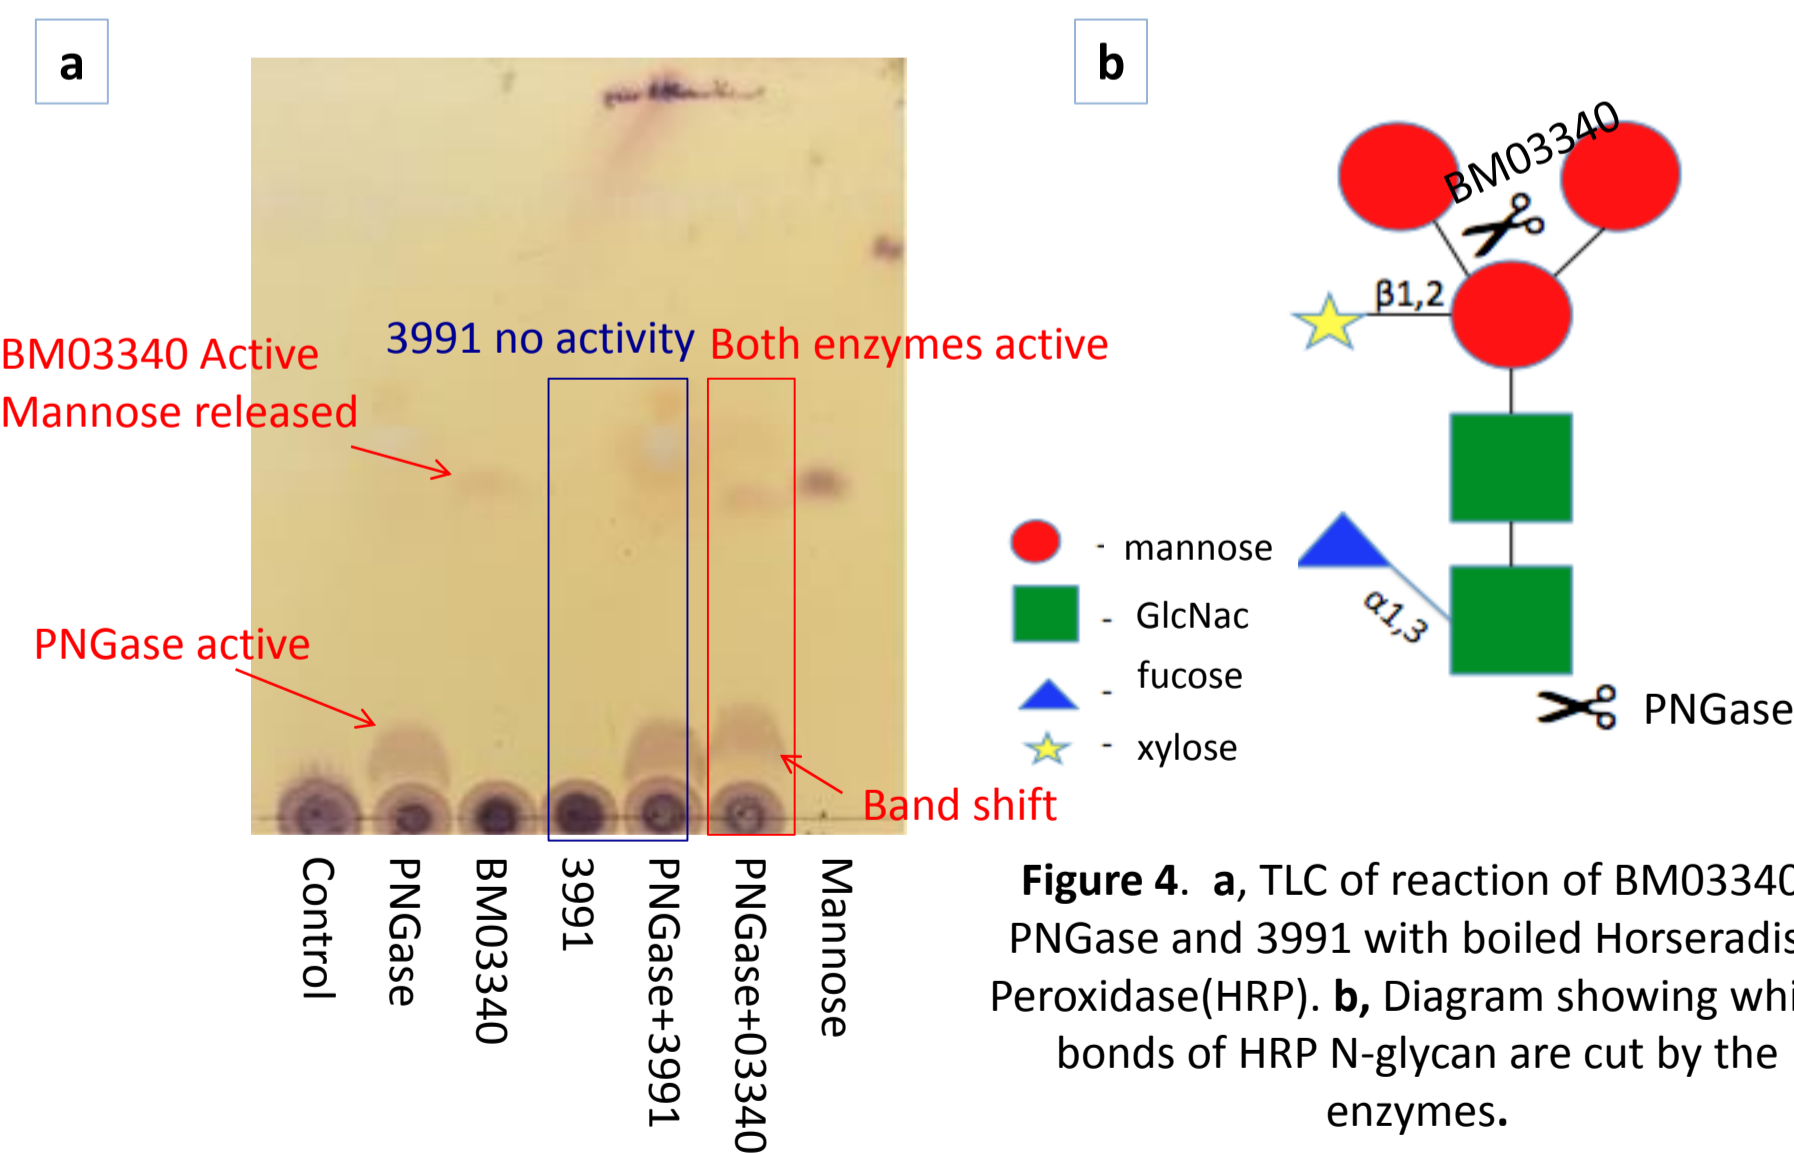 a
BM03340 Active
Mannose released
3991 no activity
Both enzymes active
PNGase active
Band shift
Control
PNGase
BM03340
3991
PNGase+3991
PNGase+03340
Mannose
b
BM03340
β1,2
α1,3
PNGase
- mannose
- GlcNac
- fucose
- xylose
Figure 4. a, TLC of reaction of BM03340
PNGase and 3991 with boiled Horseradis
Peroxidase(HRP). b, Diagram showing whi
bonds of HRP N-glycan are cut by the
enzymes.